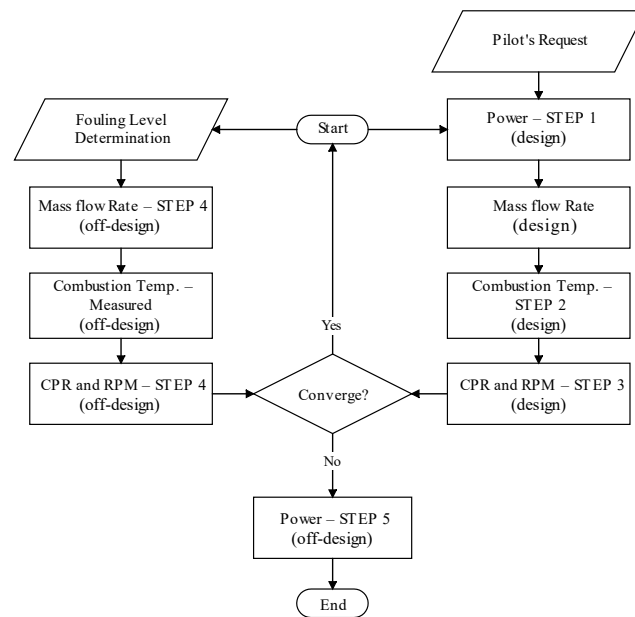 Pilot's Request
Fouling Level
Determination
Start
Power – STEP 1
(design)
Mass flow Rate – STEP 4
(off-design)
Mass flow Rate
(design)
Combustion Temp. –
Measured
(off-design)
Combustion Temp. –
STEP 2
(design)
Yes
CPR and RPM – STEP 4
(off-design)
Converge?
CPR and RPM – STEP 3
(design)
No
Power – STEP 5
(off-design)
End